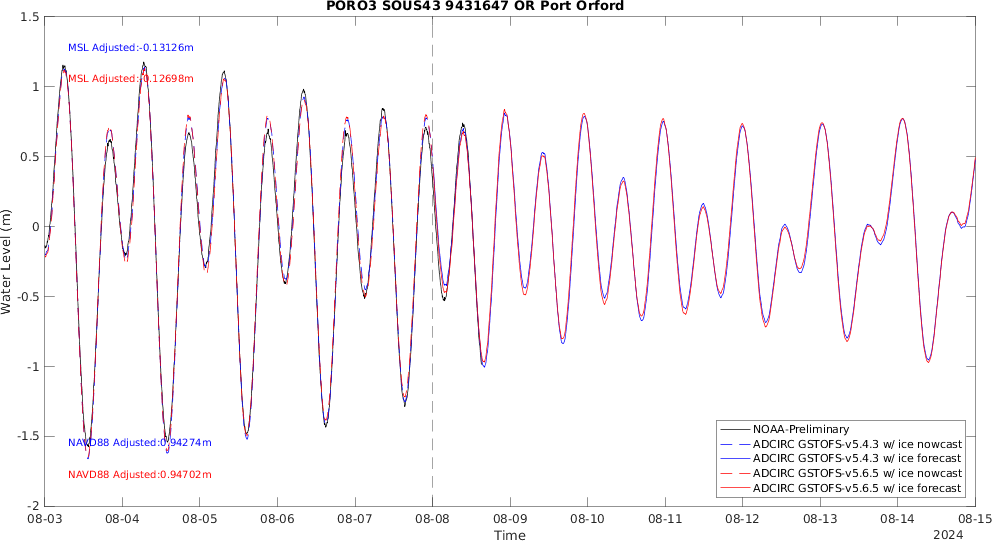 PORO3 SOUS43 9431647 OR Port Orford
1.5
1
0.5
0
-0.5
-1
-1.5
-2
Water Level (m)
MSL Adjusted:-0.13126m
MSL Adjusted:-0.12698m
NAVD88 Adjusted:0.94274m
NAVD88 Adjusted:0.94702m
NOAA-Preliminary
ADCIRC GSTOFS-v5.4.3 w/ ice nowcast
ADCIRC GSTOFS-v5.4.3 w/ ice forecast
ADCIRC GSTOFS-v5.6.5 w/ ice nowcast
ADCIRC GSTOFS-v5.6.5 w/ ice forecast
08-03 08-04 08-05 08-06 08-07 08-08 08-09 08-10 08-11 08-12 08-13 08-14 08-15
Time
2024